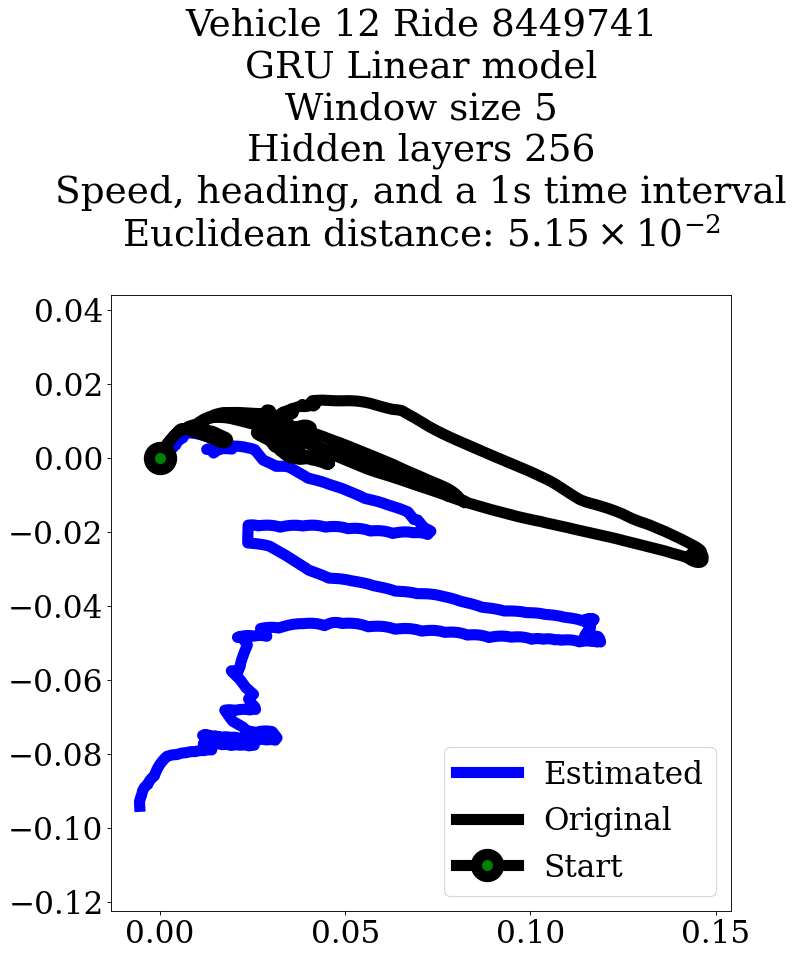 Vehicle 12 Ride 8449741
GRU Linear model
Window size 5
Hidden layers 256
Speed, heading, and a 1s time interval
Euclidean distance: 5.15 × 10⁻²
0.04
0.02
0.00
−0.02
−0.04
−0.06
−0.08
−0.10
−0.12
Estimated
Original
Start
0.00 0.05 0.10 0.15